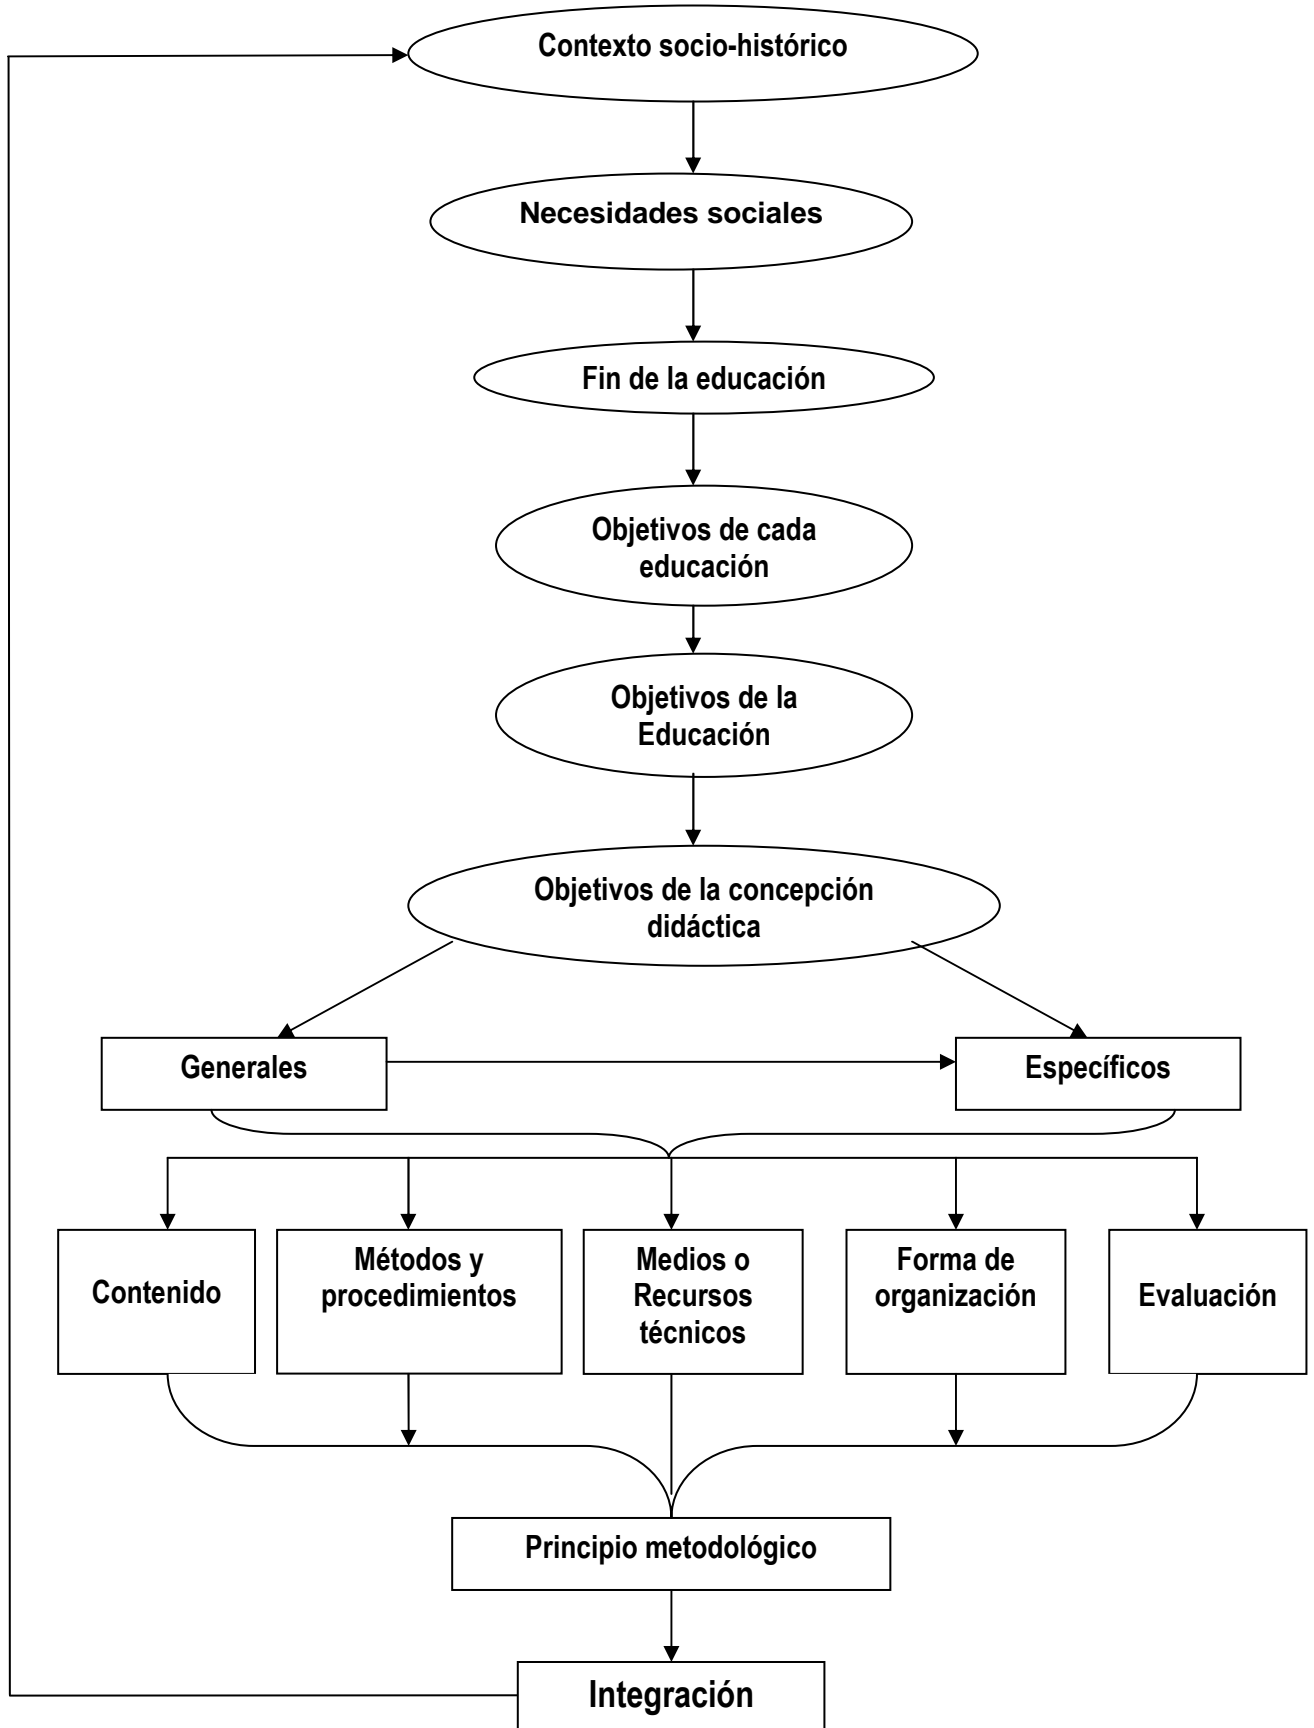 Contexto socio-histórico
Necesidades sociales
Fin de la educación
Objetivos de cada
educación
Objetivos de la
Educación
Objetivos de la concepción
didáctica
Generales
Específicos
Contenido
Métodos y
procedimientos
Medios o
Recursos
técnicos
Forma de
organización
Evaluación
Principio metodológico
Integración